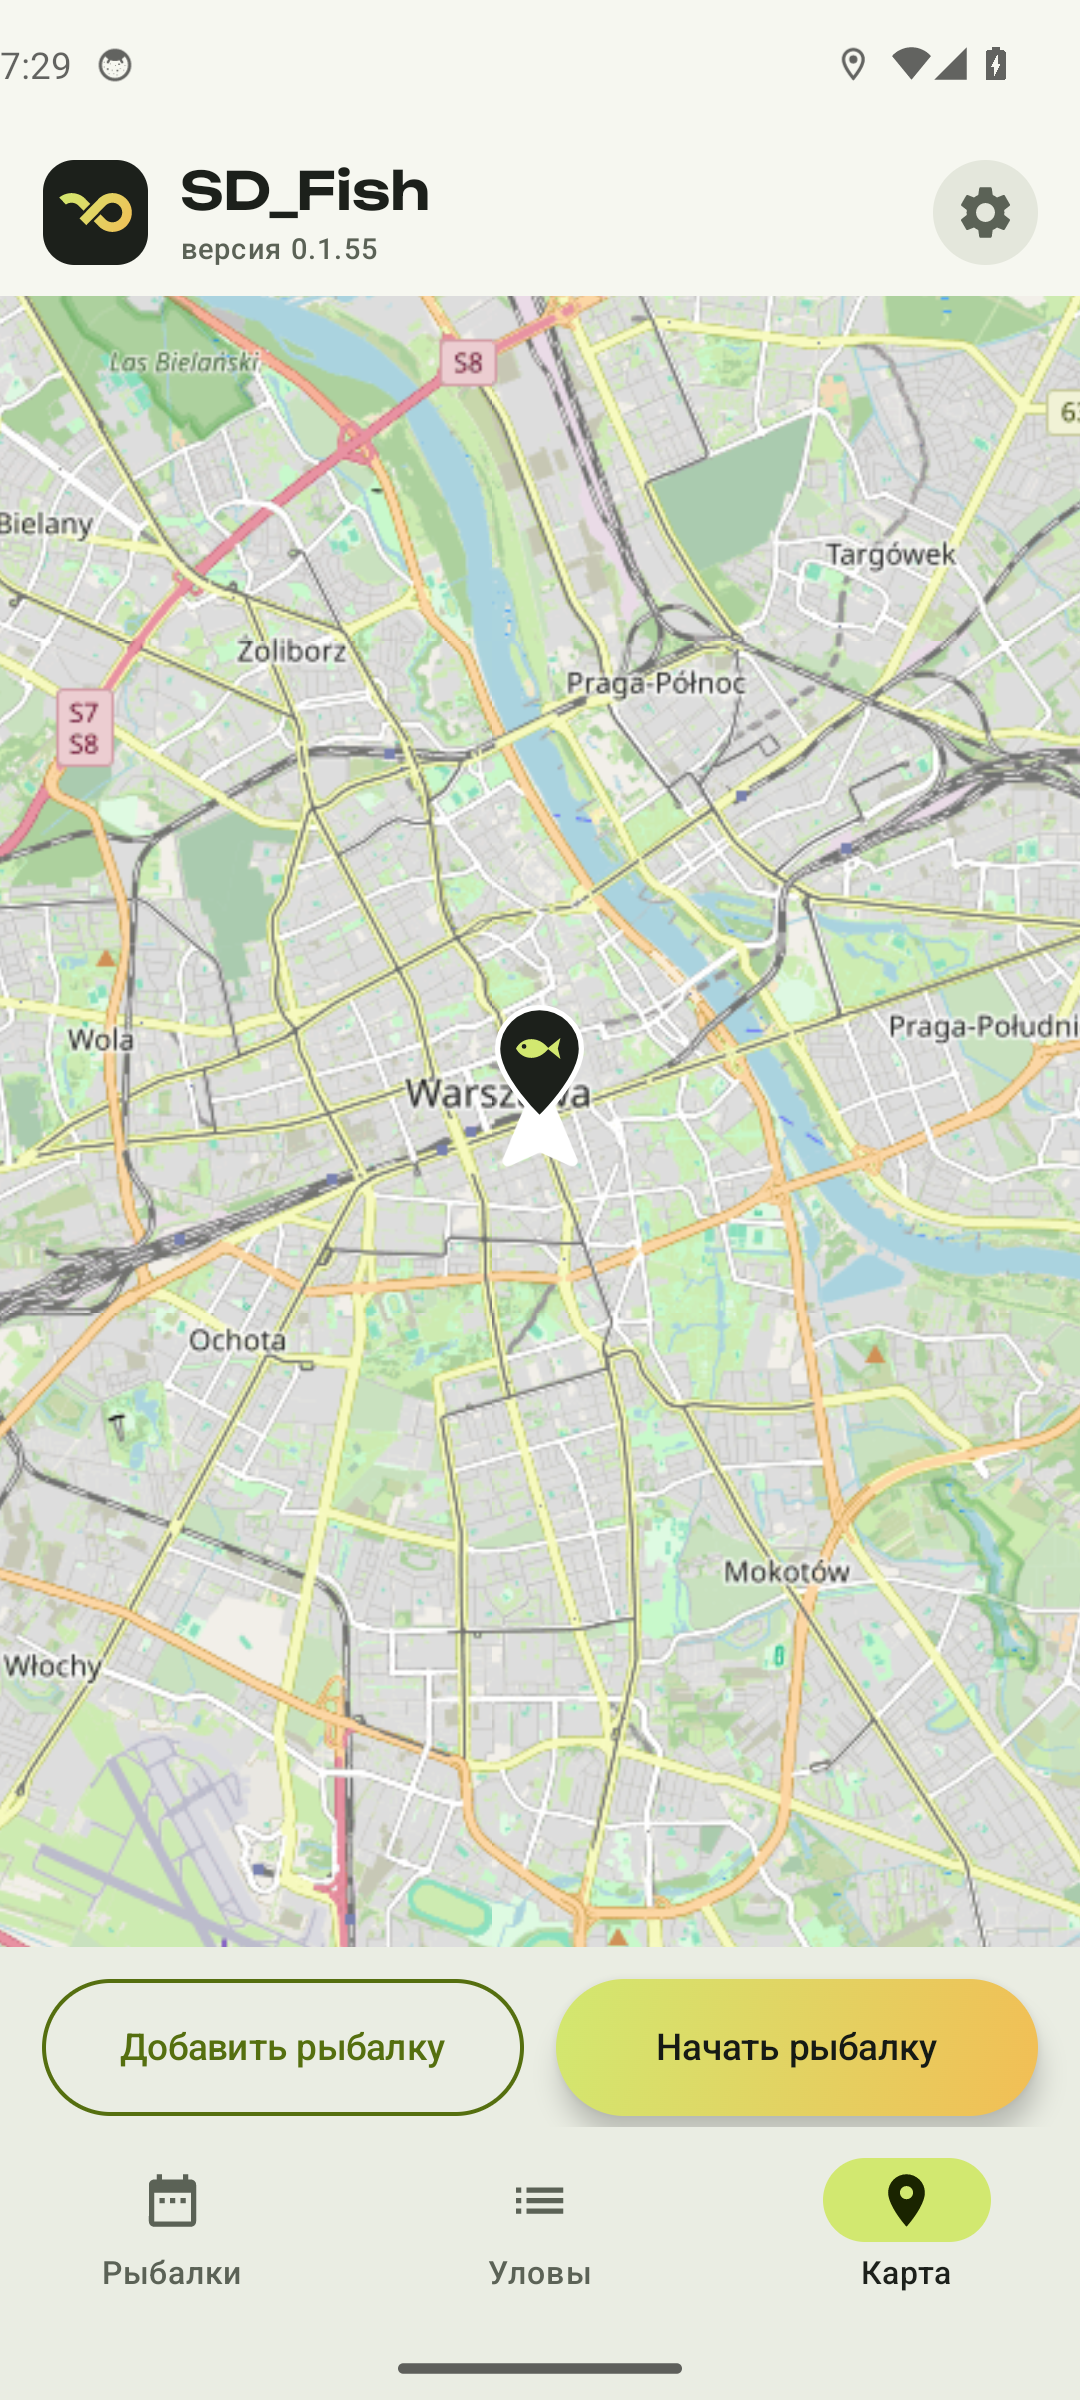 7:29
SD_Fish
версия 0.1.55
Las Bielański
S8
Bielany
Targówek
Żoliborz
Praga-Północ
S7
S8
Wola
Praga-Południ
Ochota
Mokotów
Włochy
Добавить рыбалку
Начать рыбалку
Рыбалки
Уловы
Карта